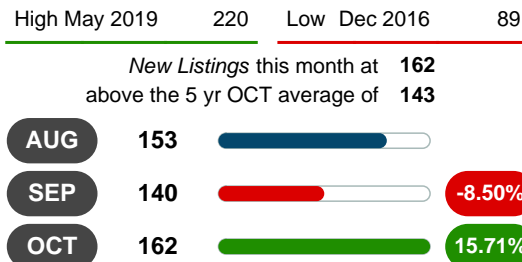 High May 2019 220 Low Dec 2016 89
New Listings this month at 162
above the 5 yr OCT average of 143
AUG 153
SEP 140 -8.50%
OCT 162 15.71%